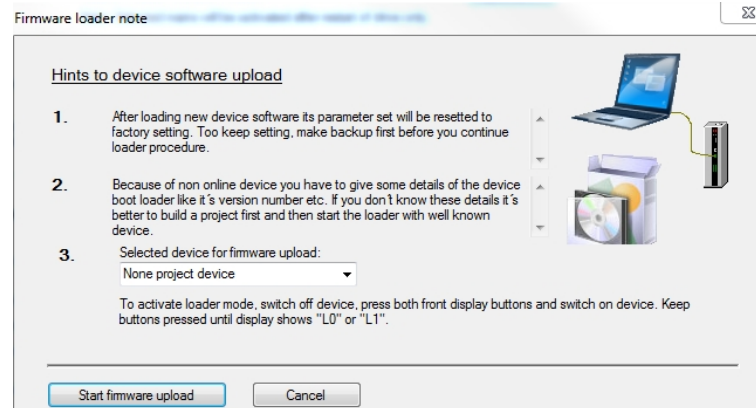 Firmware loader note
Hints to device software upload
1.
After loading new device software its parameter set will be resetted to
factory setting. Too keep setting, make backup first before you continue
loader procedure.
2.
Because of non online device you have to give some details of the device
boot loader like it´s version number etc. If you don´t know these details it´s
better to build a project first and then start the loader with well known
device.
3.
Selected device for firmware upload:
None project device
To activate loader mode, switch off device, press both front display buttons and switch on device. Keep
buttons pressed until display shows "L0" or "L1".
Start firmware upload
Cancel